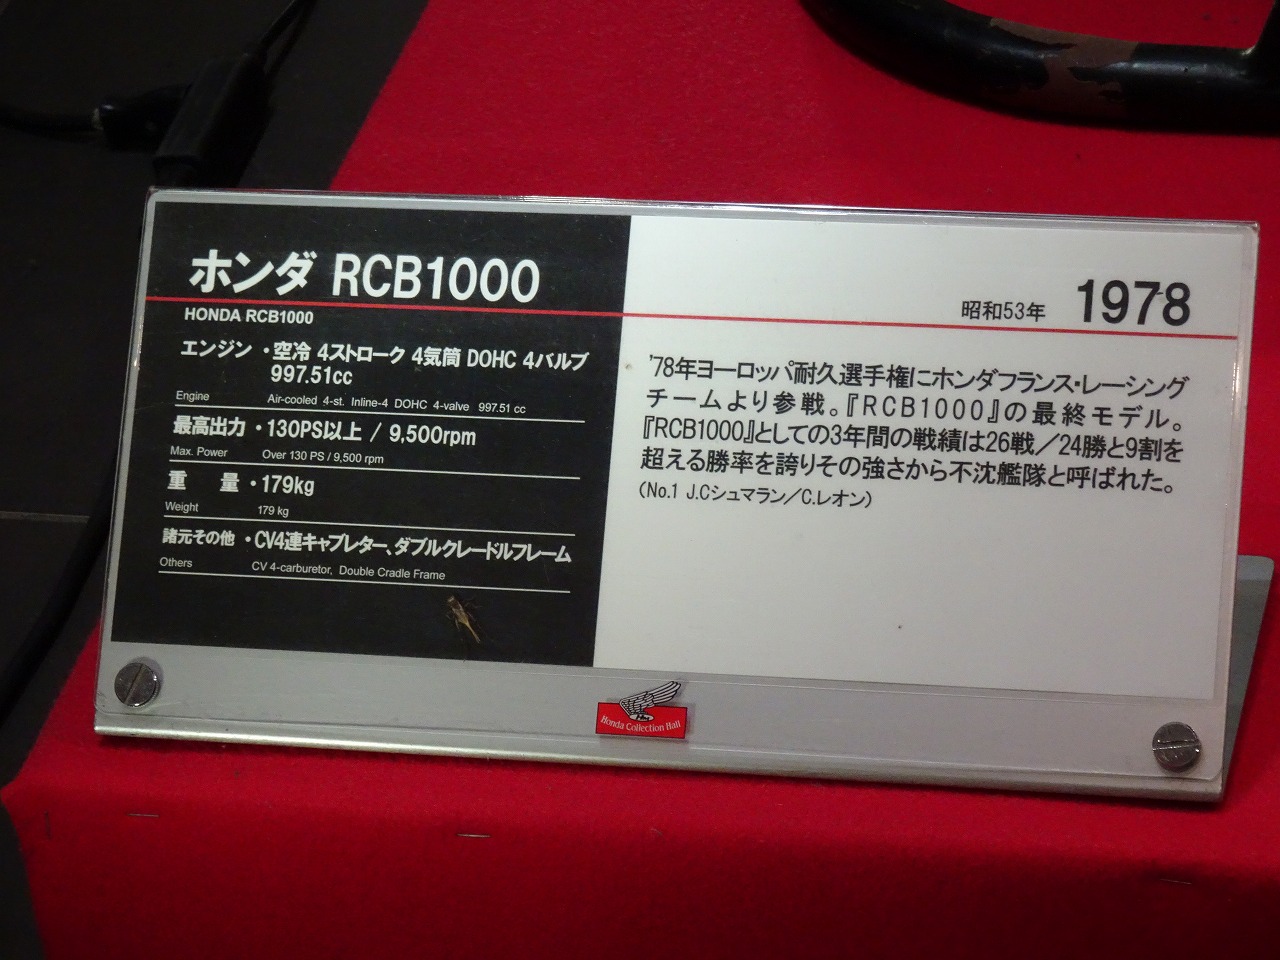 ホンダ RCB1000
HONDA RCB1000
エンジン ・空冷 4ストローク 4気筒 DOHC 4バルブ
997.51cc
Engine Air-cooled 4-st. Inline-4 DOHC 4-valve 997.51 cc
最高出力 ・130PS以上 / 9,500rpm
Max. Power Over 130 PS / 9,500 rpm
重 量 ・179kg
Weight 179 kg
諸元その他 ・CV4連キャブレター、ダブルクレードルフレーム
Others CV 4-carburetor, Double Cradle Frame
昭和53年 1978
'78年ヨーロッパ耐久選手権にホンダフランス・レーシング
チームより参戦。『RCB1000』の最終モデル。
『RCB1000』としての3年間の戦績は26戦／24勝と9割を
超える勝率を誇りその強さから不沈艦隊と呼ばれた。
（No.1 J.Cシュマラン／C.レオン）
Honda Collection Hall